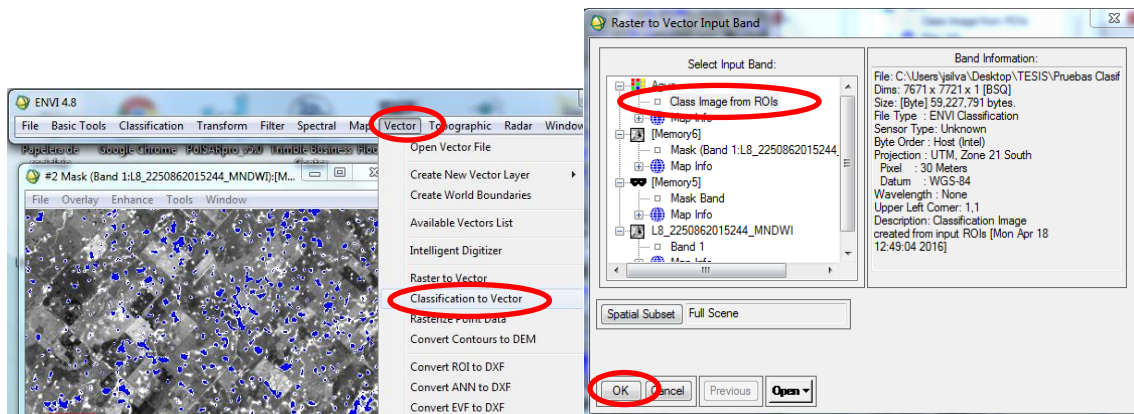 ENVI 4.8
File Basic Tools Classification Transform Filter Spectral Map Vector Topographic Radar Window
Google Chrome PolSARpro v5.0 Trimble Business
#2 Mask (Band 1:L8_2250862015244_MNDWI):[M...
File Overlay Enhance Tools Window
Open Vector File
Create New Vector Layer
Create World Boundaries
Available Vectors List
Intelligent Digitizer
Raster to Vector
Classification to Vector
Rasterize Point Data
Convert Contours to DEM
Convert ROI to DXF
Convert ANN to DXF
Convert EVF to DXF
Raster to Vector Input Band
Select Input Band:
Agua
Class Image from ROIs
Map Info
[Memory6]
Mask (Band 1:L8_2250862015244_
Map Info
[Memory5]
Mask Band
Map Info
L8_2250862015244_MNDWI
Band 1
Map Info
Spatial Subset Full Scene
OK Cancel Previous Open
Band Information:
File: C:\Users\jsilva\Desktop\TESIS\Pruebas Clasif
Dims: 7671 x 7721 x 1 [BSQ]
Size: [Byte] 59,227,791 bytes.
File Type : ENVI Classification
Sensor Type: Unknown
Byte Order : Host (Intel)
Projection : UTM, Zone 21 South
Pixel : 30 Meters
Datum : WGS-84
Wavelength : None
Upper Left Corner: 1,1
Description: Classification Image
created from input ROIs [Mon Apr 18
12:49:04 2016]